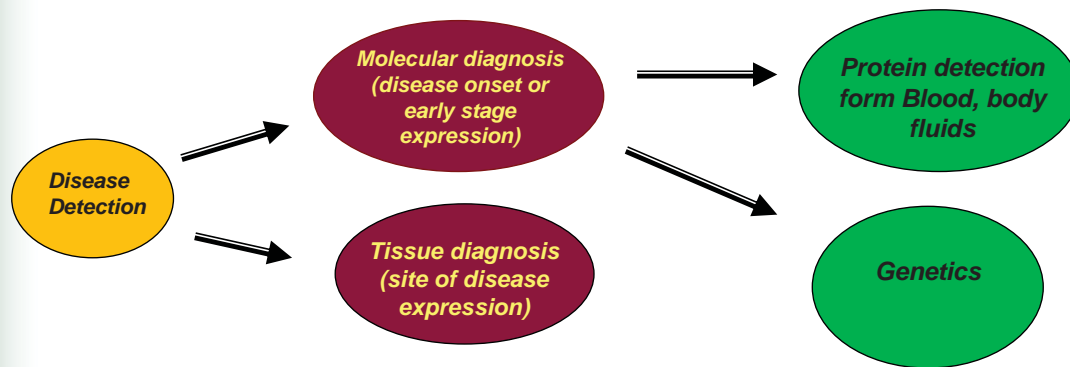 Disease
Detection
Molecular diagnosis
(disease onset or
early stage
expression)
Tissue diagnosis
(site of disease
expression)
Protein detection
form Blood, body
fluids
Genetics